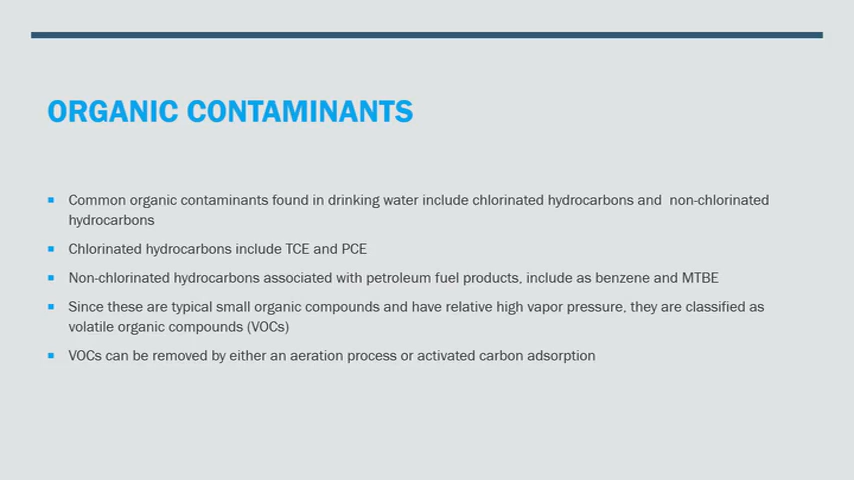 ORGANIC CONTAMINANTS
Common organic contaminants found in drinking water include chlorinated hydrocarbons and  non-chlorinated
hydrocarbons
Chlorinated hydrocarbons include TCE and PCE
Non-chlorinated hydrocarbons associated with petroleum fuel products, include as benzene and MTBE
Since these are typical small organic compounds and have relative high vapor pressure, they are classified as
volatile organic compounds (VOCs)
VOCs can be removed by either an aeration process or activated carbon adsorption